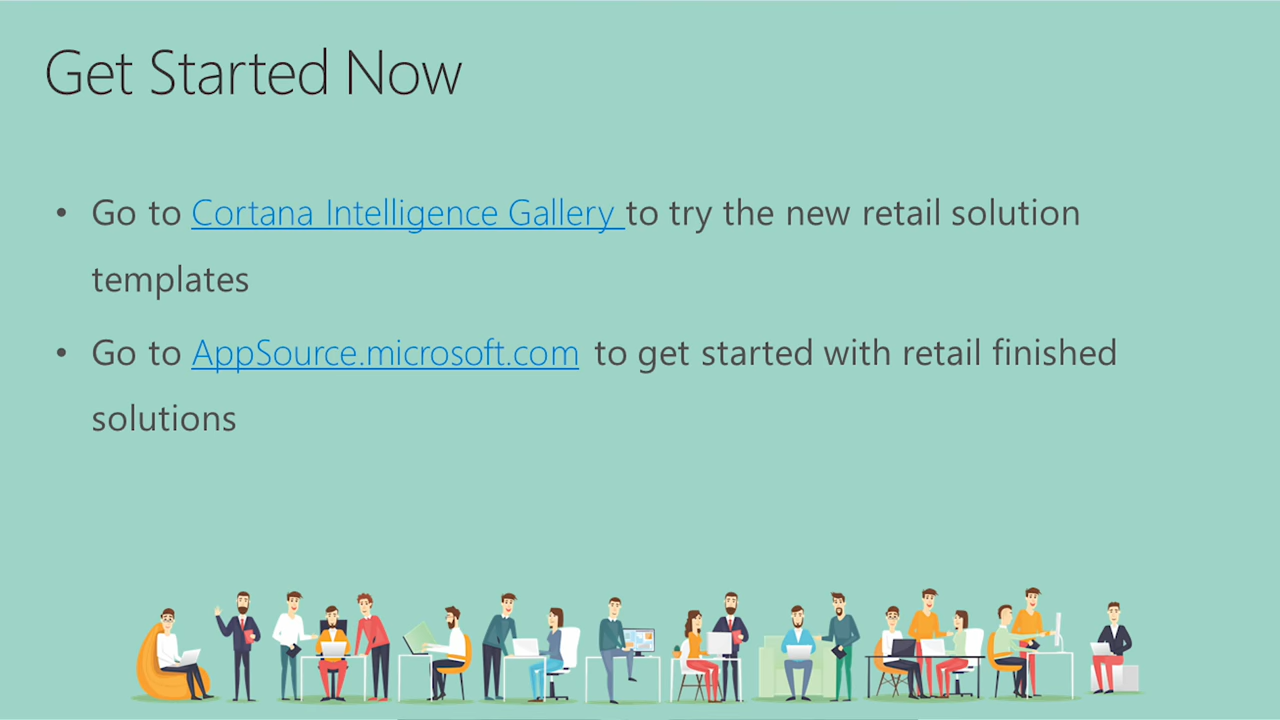 Get Started Now
• Go to Cortana Intelligence Gallery to try the new retail solution
templates
• Go to AppSource.microsoft.com to get started with retail finished
solutions